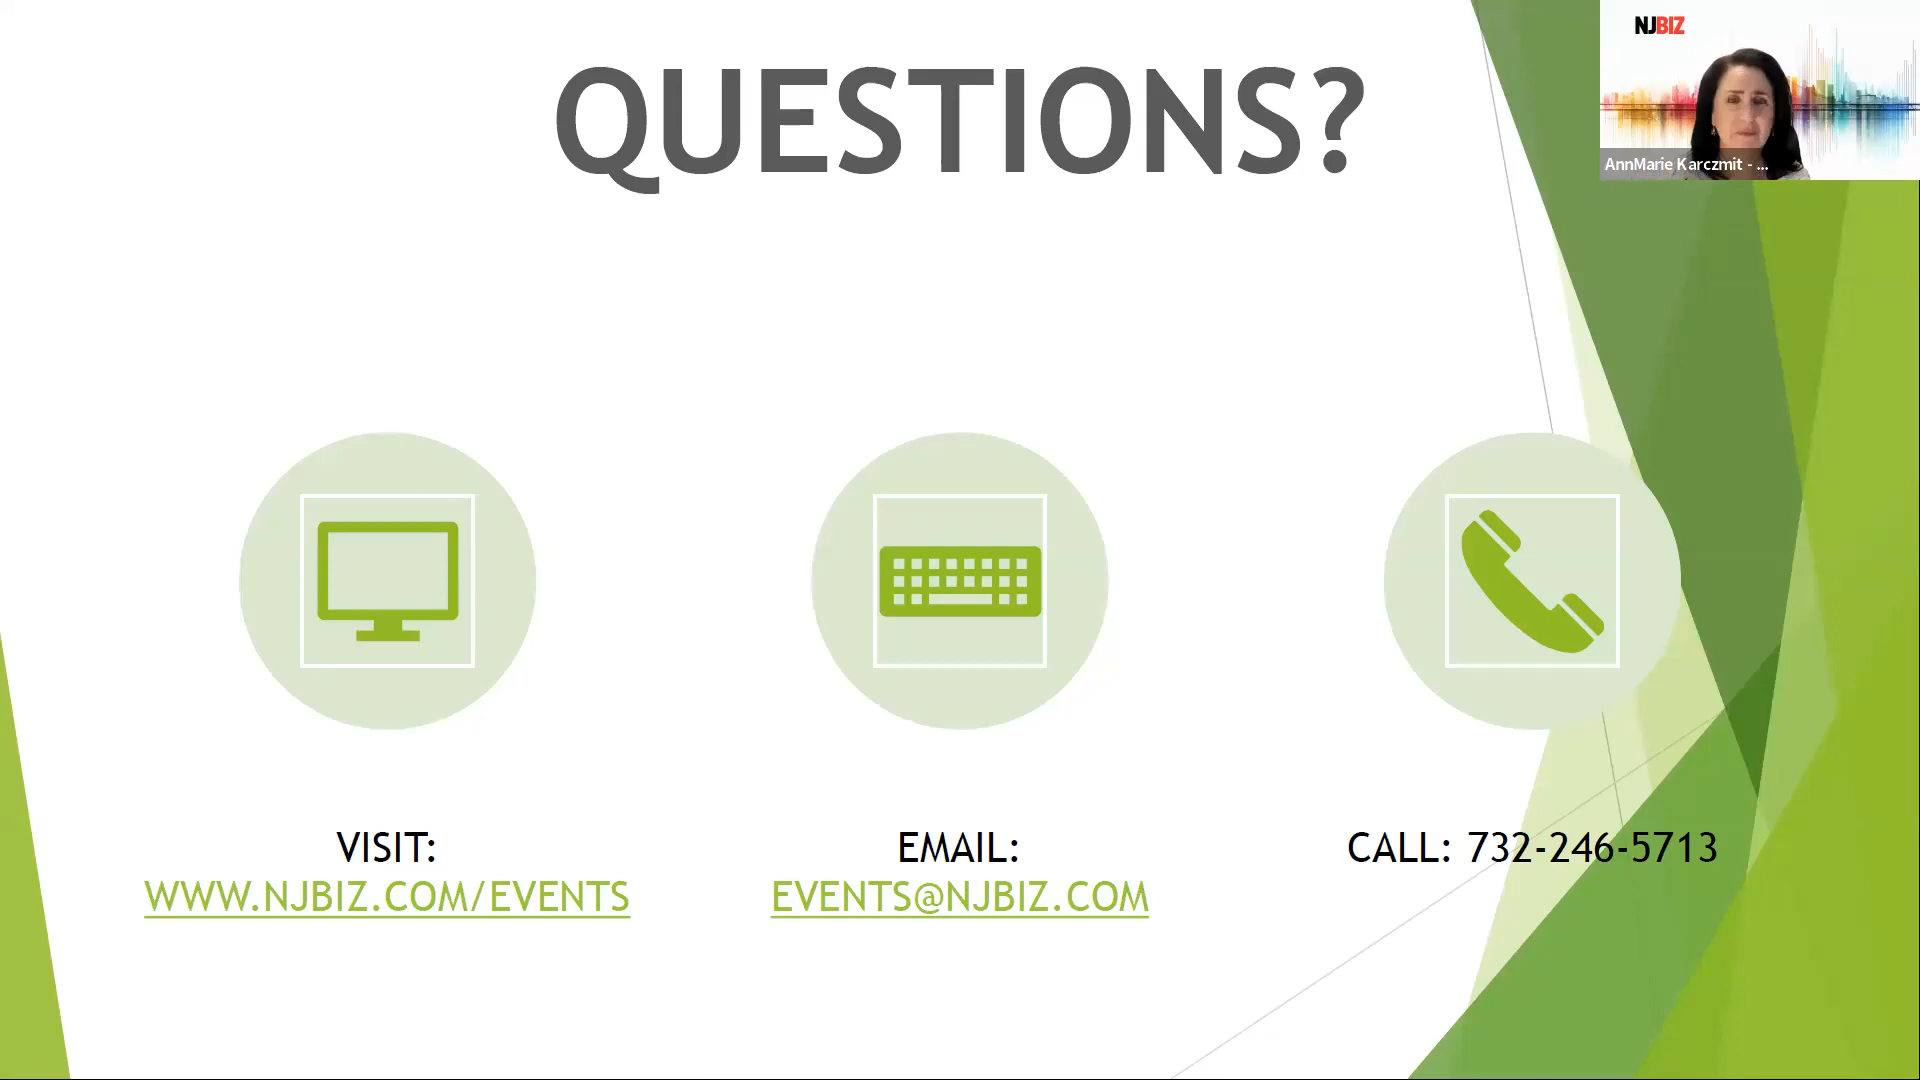 QUESTIONS?
NJBIZ
AnnMarie Karczmit - ...
VISIT:
WWW.NJBIZ.COM/EVENTS
EMAIL:
EVENTS@NJBIZ.COM
CALL: 732-246-5713